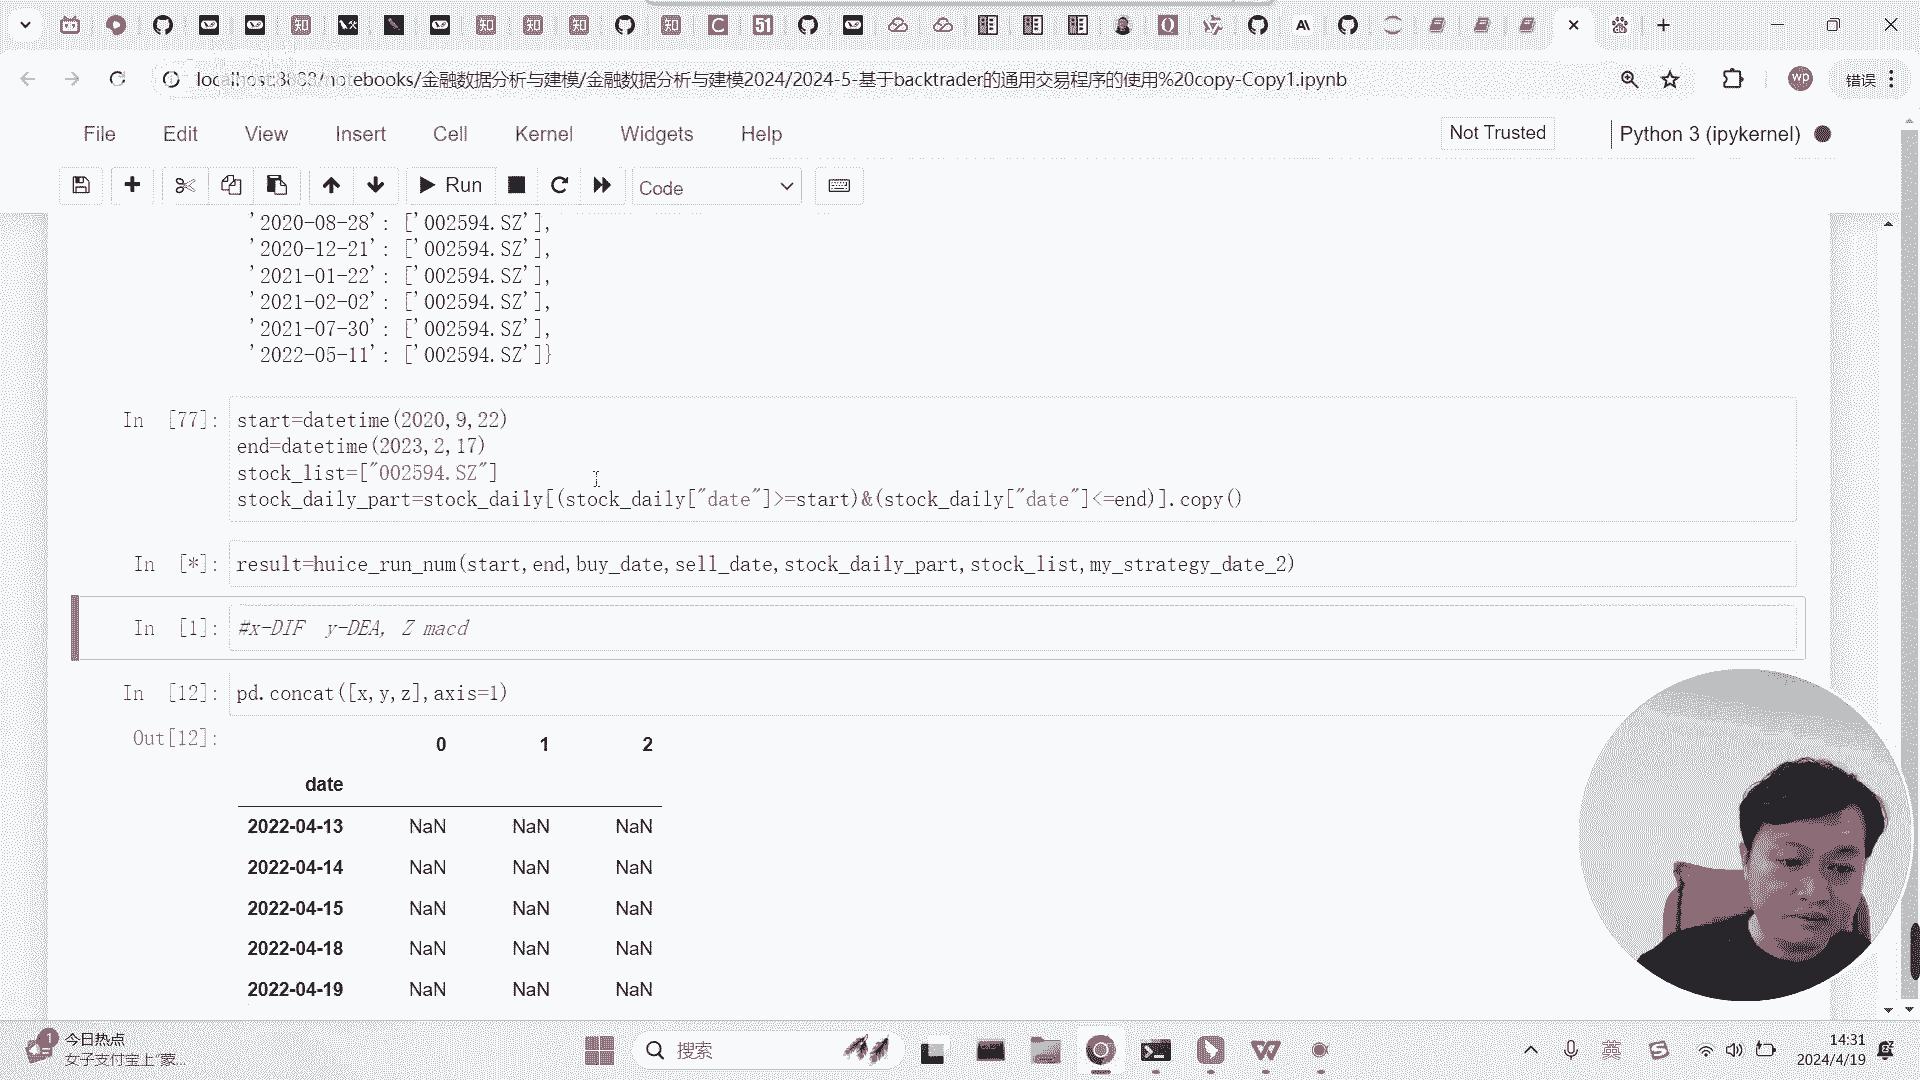 localhost:8888/notebooks/金融数据分析与建模/金融数据分析与建模2024/2024-5-基于backtrader的通用交易程序的使用%20copy-Copy1.ipynb
wp
错误
File Edit View Insert Cell Kernel Widgets Help
Not Trusted
Python 3 (ipykernel)
Run
Code
'2020-08-28': ['002594.SZ'],
'2020-12-21': ['002594.SZ'],
'2021-01-22': ['002594.SZ'],
'2021-02-02': ['002594.SZ'],
'2021-07-30': ['002594.SZ'],
'2022-05-11': ['002594.SZ']}
In [77]: start=datetime(2020,9,22)
end=datetime(2023,2,17)
stock_list=["002594.SZ"]
stock_daily_part=stock_daily[(stock_daily["date"]>=start)&(stock_daily["date"]<=end)].copy()
In [*]: result=huice_run_num(start,end,buy_date,sell_date,stock_daily_part,stock_list,my_strategy_date_2)
In [1]: #x-DIF y-DEA, Z macd
In [12]: pd.concat([x,y,z],axis=1)
Out[12]:
0 1 2
date
2022-04-13 NaN NaN NaN
2022-04-14 NaN NaN NaN
2022-04-15 NaN NaN NaN
2022-04-18 NaN NaN NaN
2022-04-19 NaN NaN NaN
1
今日热点
女子支付宝上"蒙...
搜索
英
14:31
2024/4/19